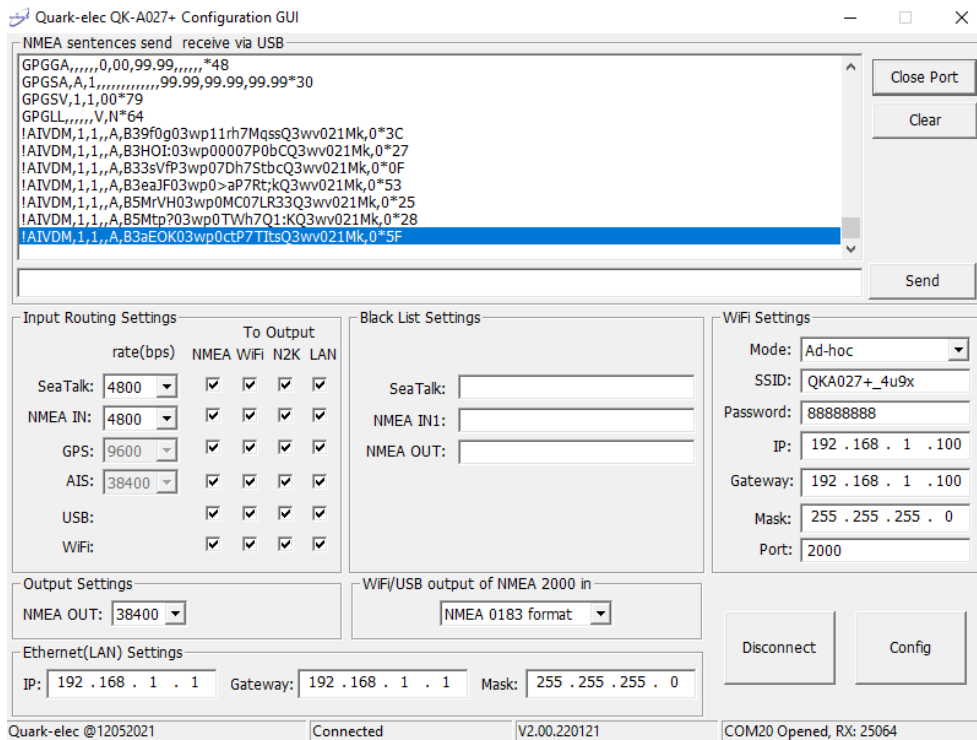 Quark-elec QK-A027+ Configuration GUI
NMEA sentences send receive via USB
GPGGA,,,,,,0,00,99.99,,,,,,*48
GPGSA,A,1,,,,,,,,,,,,,99.99,99.99,99.99*30
GPGSV,1,1,00*79
GPGLL,,,,,,V,N*64
!AIVDM,1,1,,A,B39f0g03wp11rh7MqssQ3wv021Mk,0*3C
!AIVDM,1,1,,A,B3HOI:03wp00007P0bCQ3wv021Mk,0*27
!AIVDM,1,1,,A,B33sVfP3wp07Dh7StbcQ3wv021Mk,0*0F
!AIVDM,1,1,,A,B3eaJF03wp0>aP7Rt;kQ3wv021Mk,0*53
!AIVDM,1,1,,A,B5MrVH03wp0MC07LR33Q3wv021Mk,0*25
!AIVDM,1,1,,A,B5Mtp?03wp0TWh7Q1:KQ3wv021Mk,0*28
!AIVDM,1,1,,A,B3aEOK03wp0ctP7TItsQ3wv021Mk,0*5F
Close Port
Clear
Send
Input Routing Settings
To Output
rate(bps) NMEA WiFi N2K LAN
SeaTalk: 4800
NMEA IN: 4800
GPS: 9600
AIS: 38400
USB:
WiFi:
Black List Settings
SeaTalk:
NMEA IN1:
NMEA OUT:
WiFi Settings
Mode: Ad-hoc
SSID: QKA027+_4u9x
Password: 88888888
IP: 192 .168 . 1 .100
Gateway: 192 .168 . 1 .100
Mask: 255 .255 .255 . 0
Port: 2000
Output Settings
NMEA OUT: 38400
WiFi/USB output of NMEA 2000 in
NMEA 0183 format
Disconnect
Config
Ethernet(LAN) Settings
IP: 192 .168 . 1 . 1 Gateway: 192 .168 . 1 . 1 Mask: 255 .255 .255 . 0
Quark-elec @12052021 Connected V2.00.220121 COM20 Opened, RX: 25064